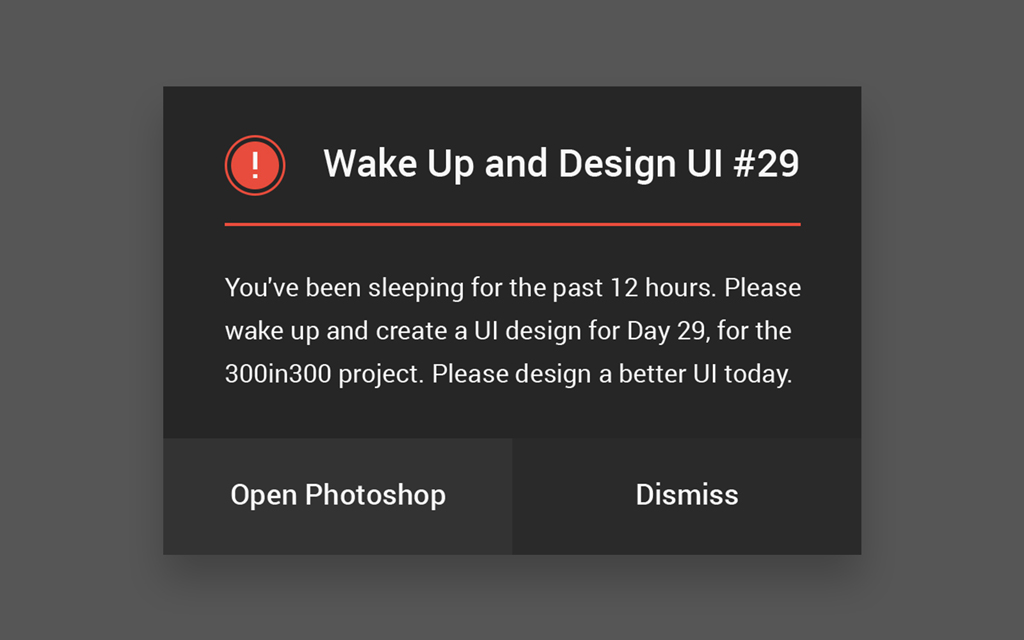 !
Wake Up and Design UI #29
You've been sleeping for the past 12 hours. Please
wake up and create a UI design for Day 29, for the
300in300 project. Please design a better UI today.
Open Photoshop
Dismiss